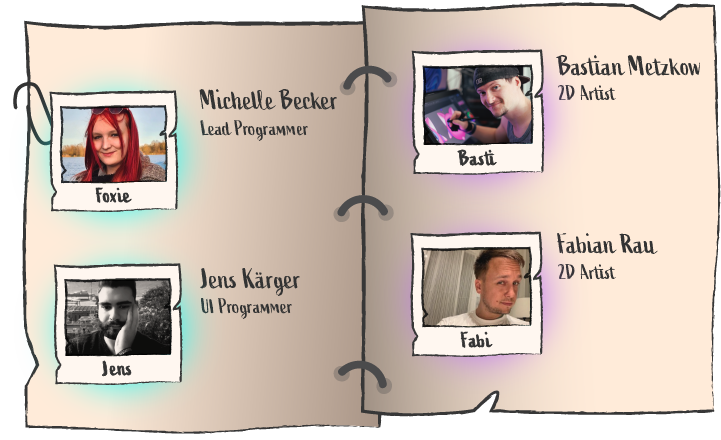 Michelle Becker
Lead Programmer
Foxie
Jens Kärger
UI Programmer
Jens
Bastian Metzkow
2D Artist
Basti
Fabian Rau
2D Artist
Fabi